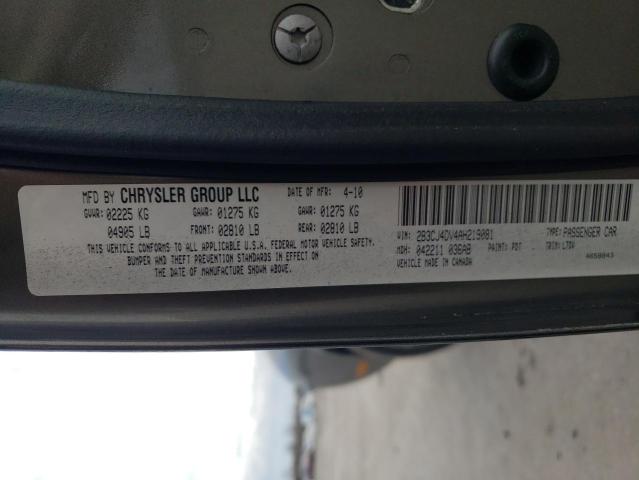 MFD BY CHRYSLER GROUP LLC DATE OF MFR: 4-10
GVWR: 02225 KG GAWR: 01275 KG GAWR: 01275 KG
04905 LB FRONT: 02810 LB REAR: 02810 LB
THIS VEHICLE CONFORMS TO ALL APPLICABLE U.S.A. FEDERAL MOTOR VEHICLE SAFETY,
BUMPER AND THEFT PREVENTION STANDARDS IN EFFECT ON
THE DATE OF MANUFACTURE SHOWN ABOVE.
VIN: 2B3CJ4DV4AH219081 TYPE: PASSENGER CAR
MDH: 042211 036AB PAINT: PDT TRIM: LTDV
VEHICLE MADE IN CANADA